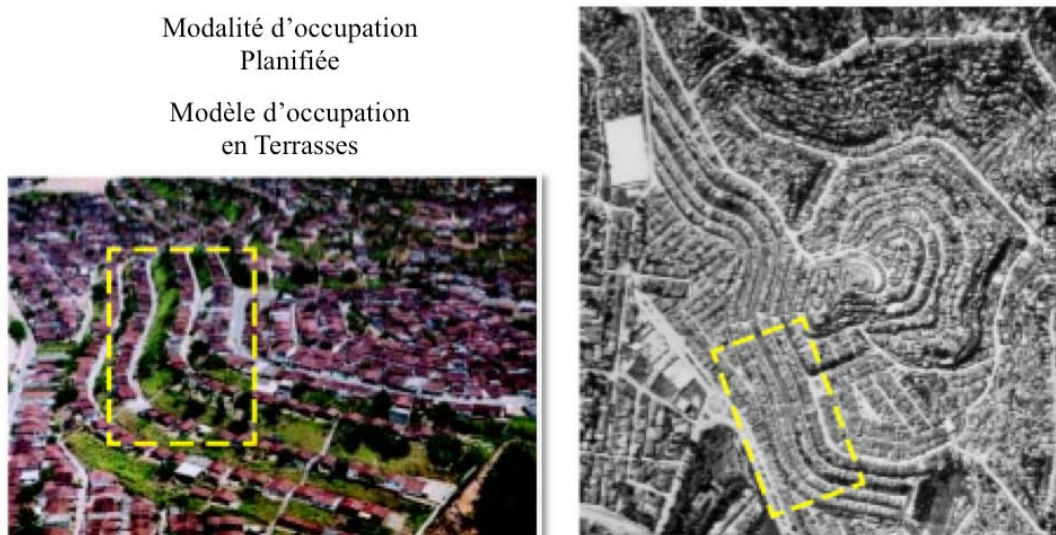 Modalité d’occupation
Planifiée
Modèle d’occupation
en Terrasses